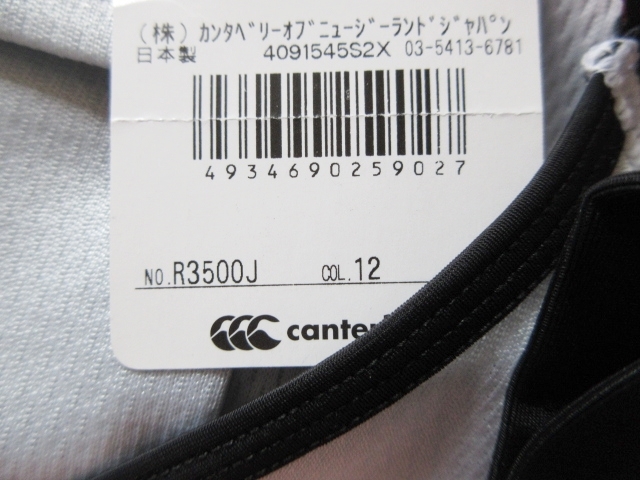 (株) ｶﾝﾀﾍﾞﾘｰｵﾌﾞﾆｭｰｼﾞｰﾗﾝﾄﾞｼﾞｬﾊﾟﾝ
日本製 4091545S2X 03-5413-6781
4934690259027
NO.R3500J COL.12